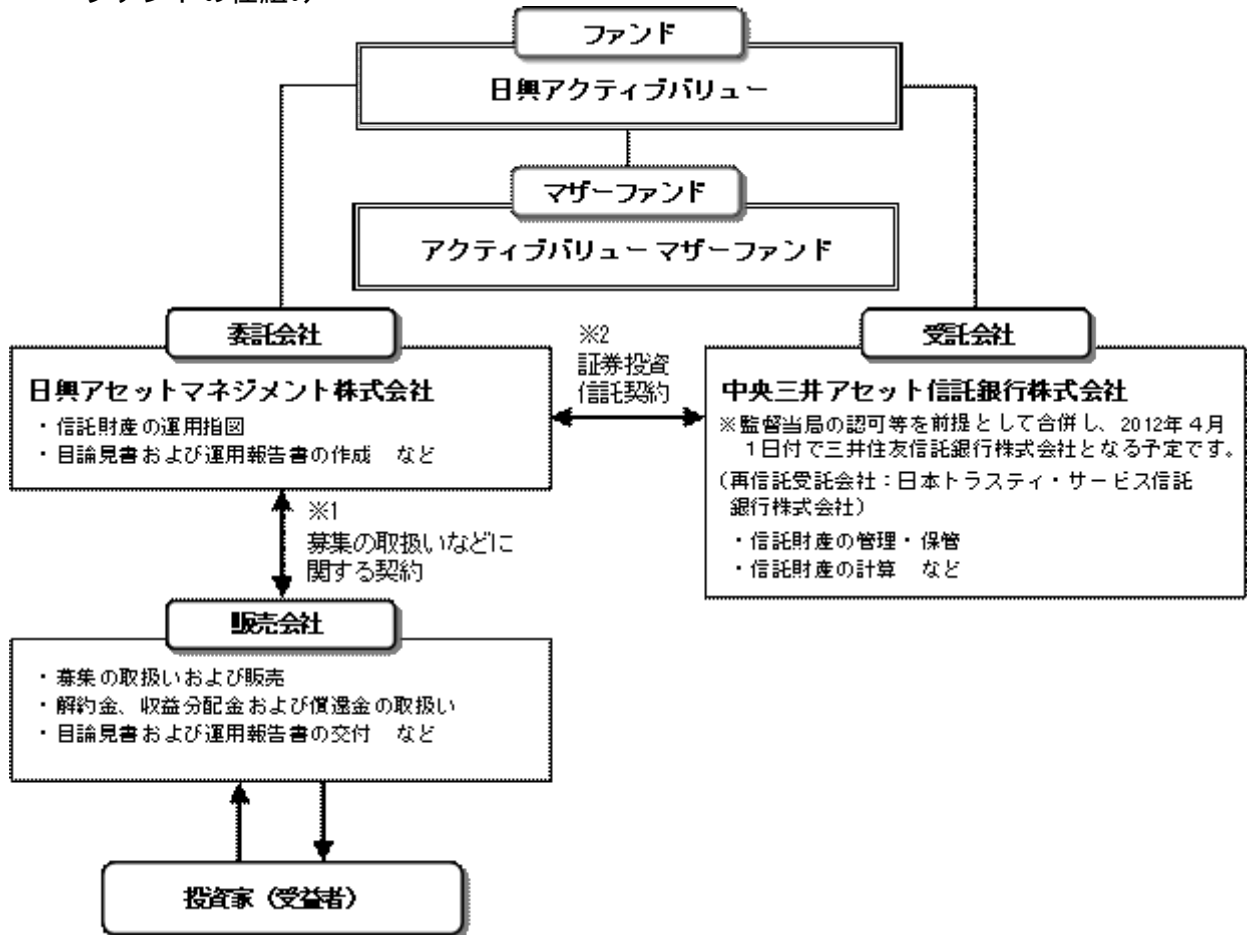 ファンドの仕組み
ファンド
日興アクティブバリュー
マザーファンド
アクティブバリュー マザーファンド
委託会社
日興アセットマネジメント株式会社
・信託財産の運用指図
・目論見書および運用報告書の作成 など
※2
証券投資
信託契約
受託会社
中央三井アセット信託銀行株式会社
※監督当局の認可等を前提として合併し、2012年4月
1日付で三井住友信託銀行株式会社となる予定です。
（再信託受託会社：日本トラスティ・サービス信託
銀行株式会社）
・信託財産の管理・保管
・信託財産の計算 など
※1
募集の取扱いなどに
関する契約
販売会社
・募集の取扱いおよび販売
・解約金、収益分配金および償還金の取扱い
・目論見書および運用報告書の交付 など
投資家（受益者）